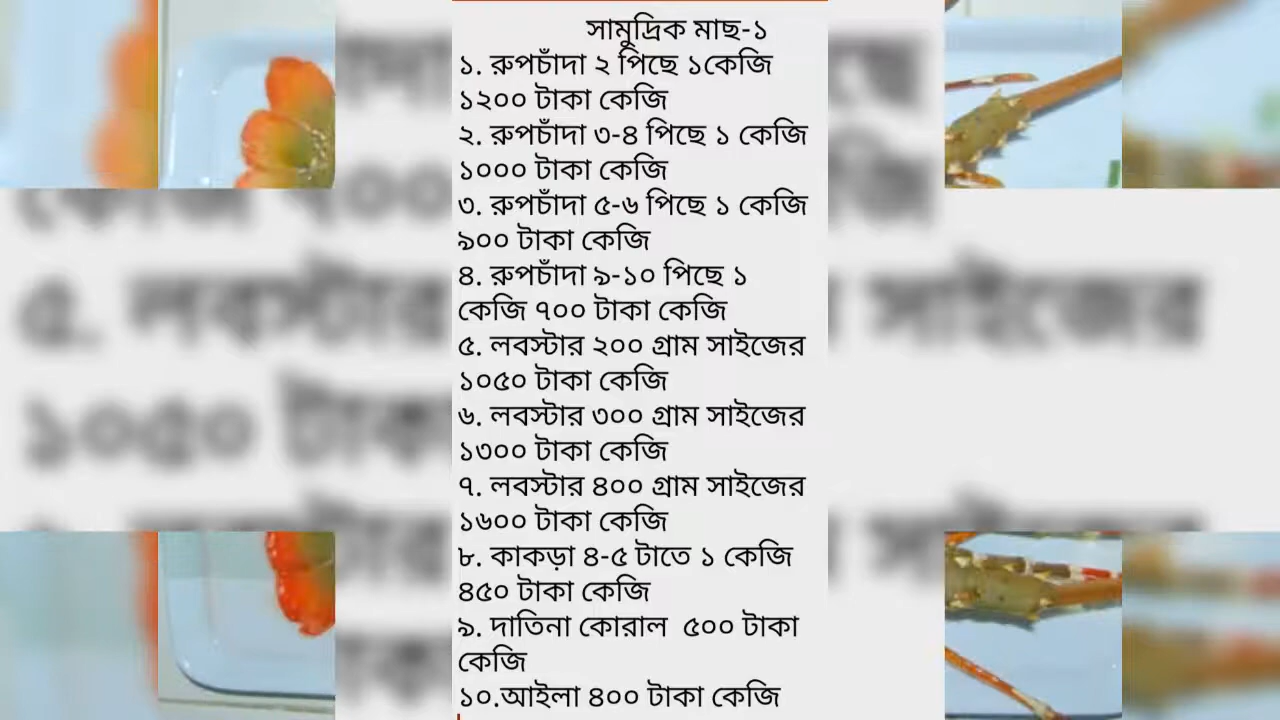 সামুদ্রিক মাছ-১
১. রুপচাঁদা ২ পিছে ১কেজি
১২০০ টাকা কেজি
২. রুপচাঁদা ৩-৪ পিছে ১ কেজি
১০০০ টাকা কেজি
৩. রুপচাঁদা ৫-৬ পিছে ১ কেজি
৯০০ টাকা কেজি
৪. রুপচাঁদা ৯-১০ পিছে ১
কেজি ৭০০ টাকা কেজি
৫. লবস্টার ২০০ গ্রাম সাইজের
১০৫০ টাকা কেজি
৬. লবস্টার ৩০০ গ্রাম সাইজের
১৩০০ টাকা কেজি
৭. লবস্টার ৪০০ গ্রাম সাইজের
১৬০০ টাকা কেজি
৮. কাকড়া ৪-৫ টাতে ১ কেজি
৪৫০ টাকা কেজি
৯. দাতিনা কোরাল  ৫০০ টাকা
কেজি
১০.আইলা ৪০০ টাকা কেজি